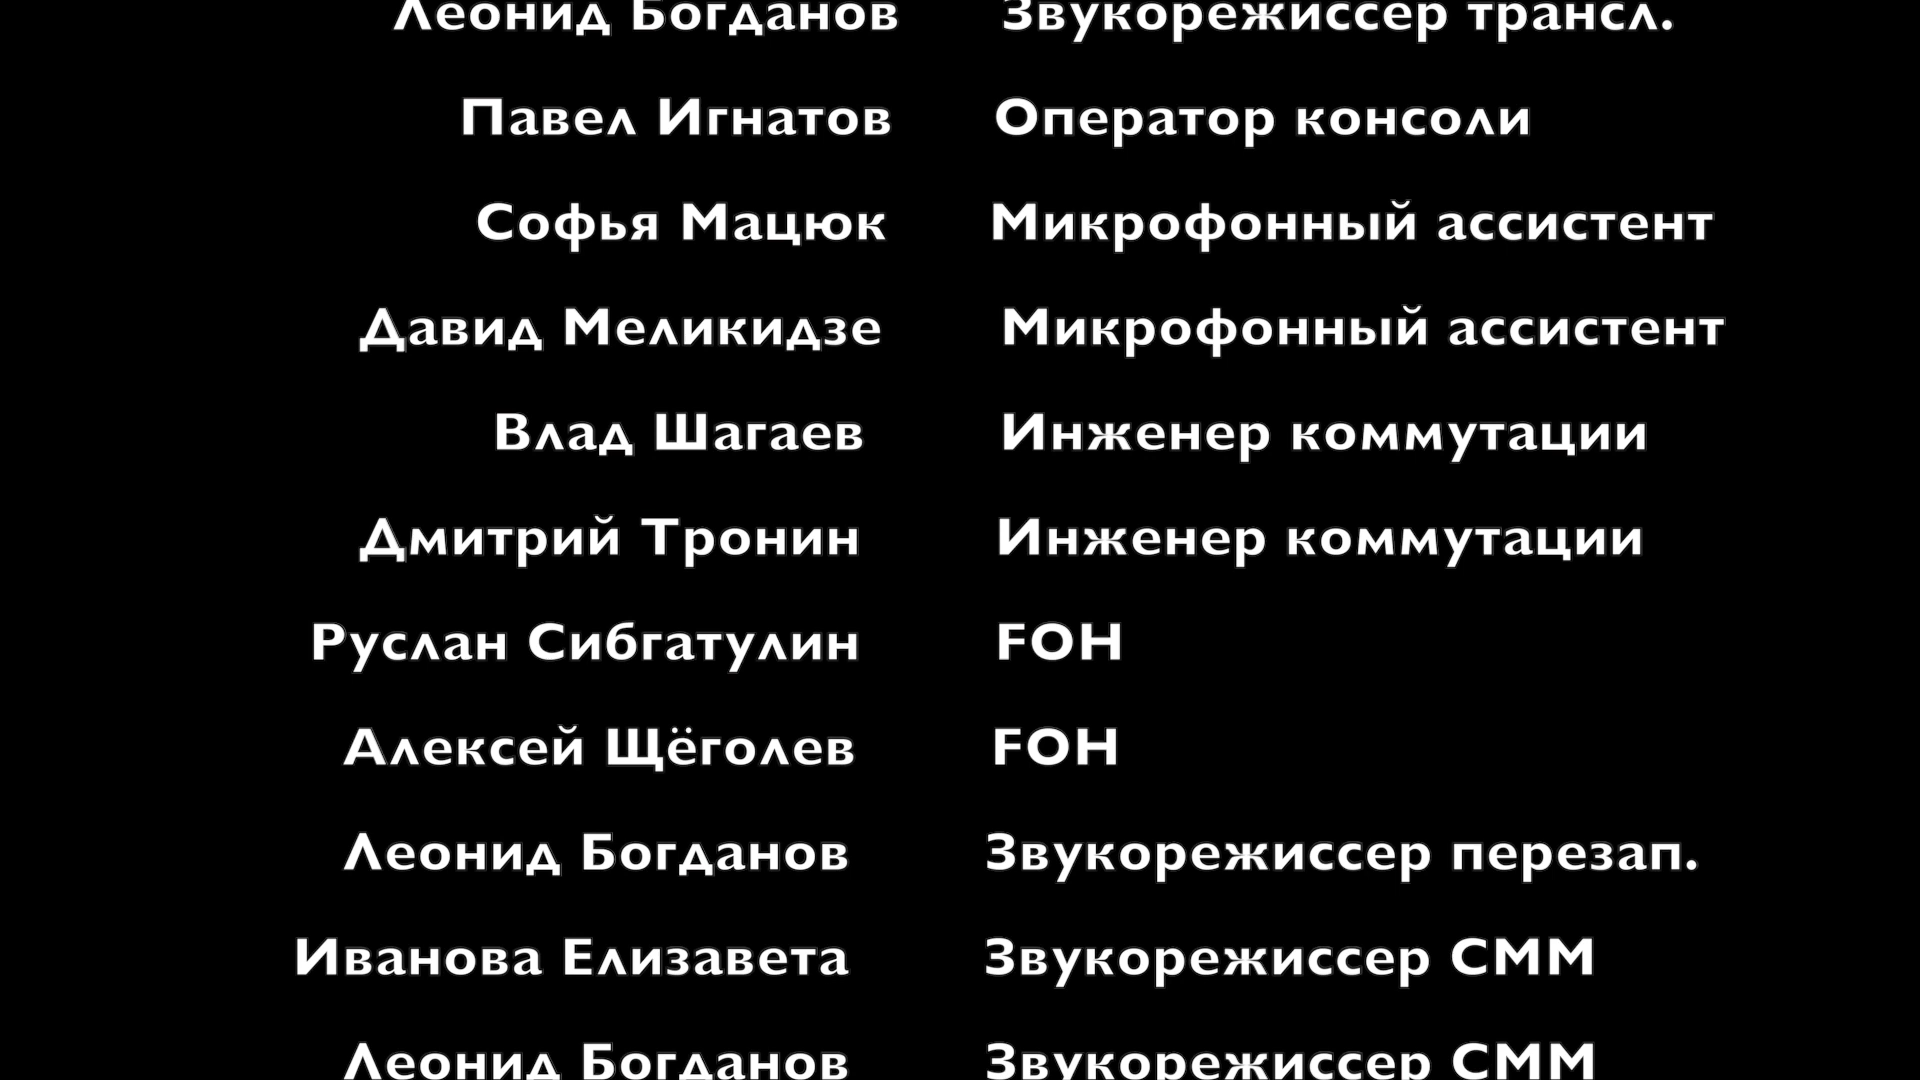 Леонид Богданов Звукорежиссер трансл.
Павел Игнатов Оператор консоли
Софья Мацюк Микрофонный ассистент
Давид Меликидзе Микрофонный ассистент
Влад Шагаев Инженер коммутации
Дмитрий Тронин Инженер коммутации
Руслан Сибгатулин FOH
Алексей Щёголев FOH
Леонид Богданов Звукорежиссер перезап.
Иванова Елизавета Звукорежиссер СММ
Леонид Богданов Звукорежиссер СММ